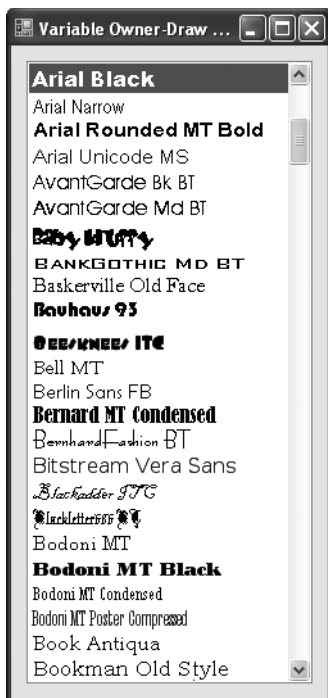 Variable Owner-Draw ...
Arial Black
Arial Narrow
Arial Rounded MT Bold
Arial Unicode MS
AvantGarde Bk BT
AvantGarde Md BT
Baby Kruffy
BankGothic Md BT
Baskerville Old Face
Bauhaus 93
Beesknees ITC
Bell MT
Berlin Sans FB
Bernard MT Condensed
BernhardFashion BT
Bitstream Vera Sans
Blackadder ITC
Blackletter686 BT
Bodoni MT
Bodoni MT Black
Bodoni MT Condensed
Bodoni MT Poster Compressed
Book Antiqua
Bookman Old Style